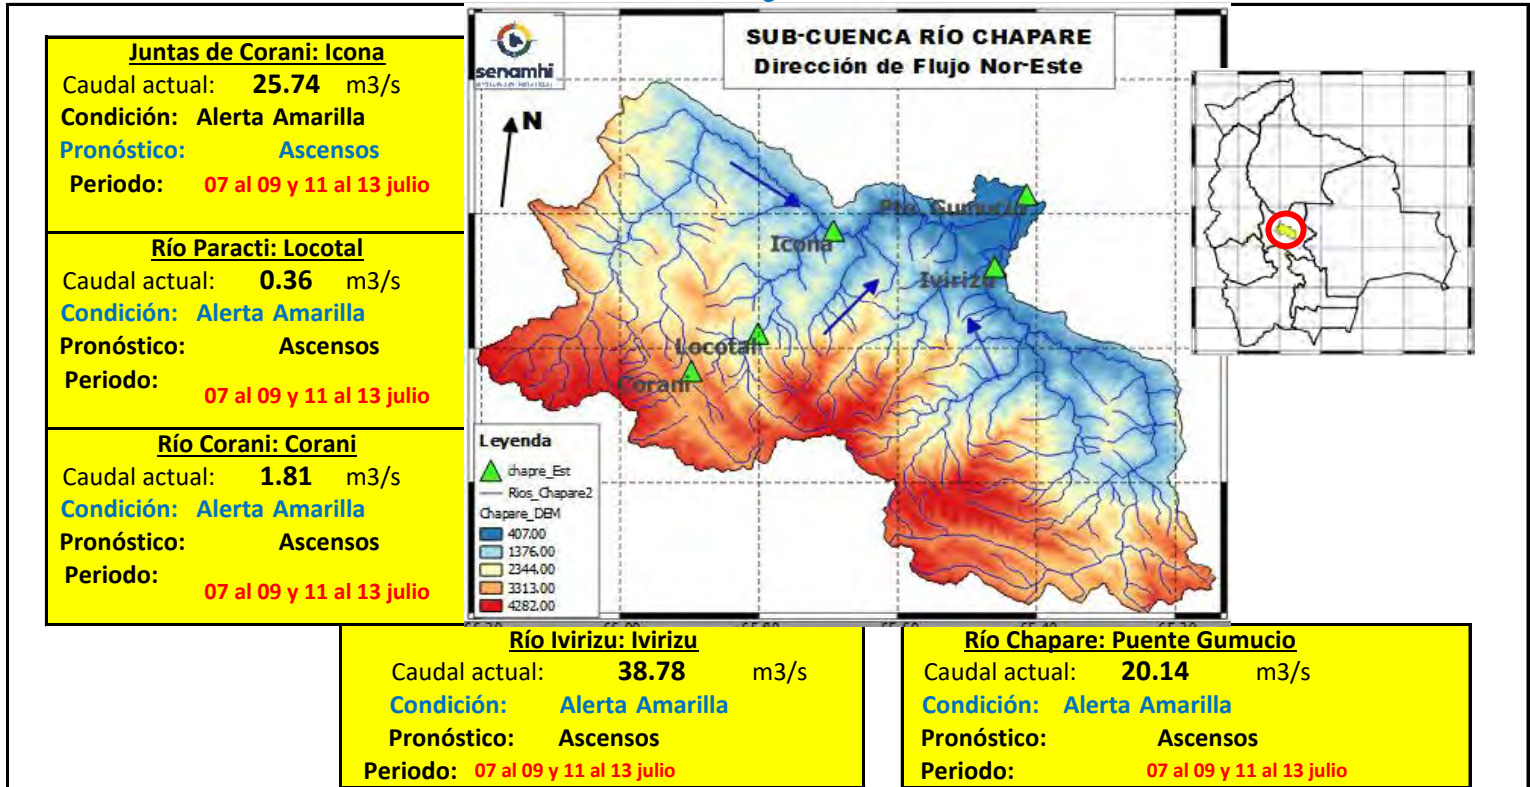 Juntas de Corani: Icona
Caudal actual: 25.74 m3/s
Condición: Alerta Amarilla
Pronóstico: Ascensos
Periodo: 07 al 09 y 11 al 13 julio
Río Paracti: Locotal
Caudal actual: 0.36 m3/s
Condición: Alerta Amarilla
Pronóstico: Ascensos
Periodo:
07 al 09 y 11 al 13 julio
Río Corani: Corani
Caudal actual: 1.81 m3/s
Condición: Alerta Amarilla
Pronóstico: Ascensos
Periodo:
07 al 09 y 11 al 13 julio
senamhi
SUB-CUENCA RÍO CHAPARE
Dirección de Flujo Nor-Este
N
Pte. Gumucio
Icona
Ivirizu
Locotal
Corani
Leyenda
chapre_Est
Rios_Chapare2
Chapare_DEM
407.00
1376.00
2344.00
3313.00
4282.00
Río Ivirizu: Ivirizu
Caudal actual: 38.78 m3/s
Condición: Alerta Amarilla
Pronóstico: Ascensos
Periodo: 07 al 09 y 11 al 13 julio
Río Chapare: Puente Gumucio
Caudal actual: 20.14 m3/s
Condición: Alerta Amarilla
Pronóstico: Ascensos
Periodo: 07 al 09 y 11 al 13 julio